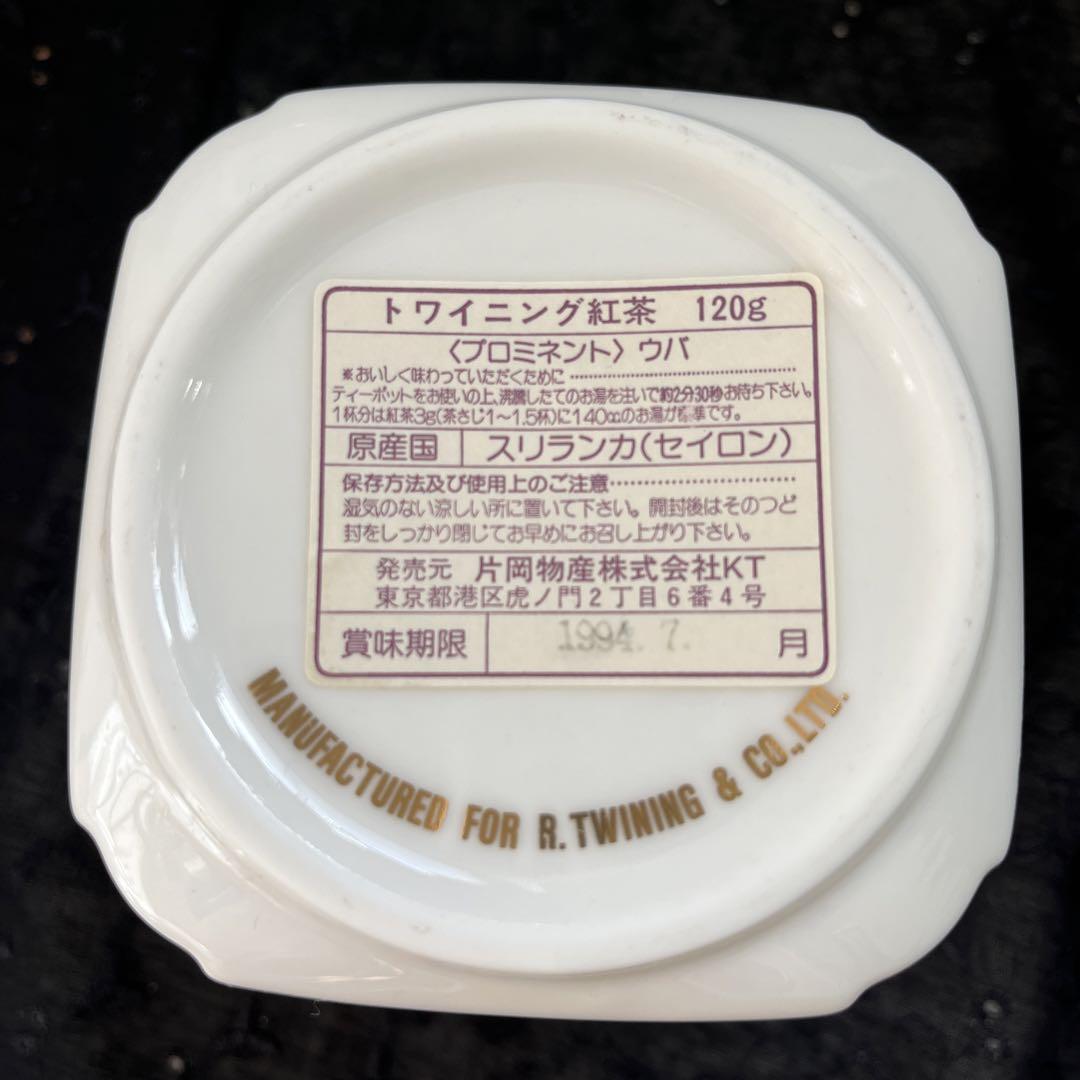 トワイニング紅茶 120g
〈プロミネント〉ウバ
※おいしく味わっていただくために…………………………
ティーポットをお使いの上、沸騰したてのお湯を注いで約2分30秒お待ち下さい。
1杯分は紅茶3g(茶さじ1〜1.5杯)に140ccのお湯が標準です。
原産国 スリランカ(セイロン)
保存方法及び使用上のご注意…………………………
湿気のない涼しい所に置いて下さい。開封後はそのつど
封をしっかり閉じてお早めにお召し上がり下さい。
発売元 片岡物産株式会社KT
東京都港区虎ノ門2丁目6番4号
賞味期限 1994. 7. 月
MANUFACTURED FOR R. TWINING & CO., LTD.